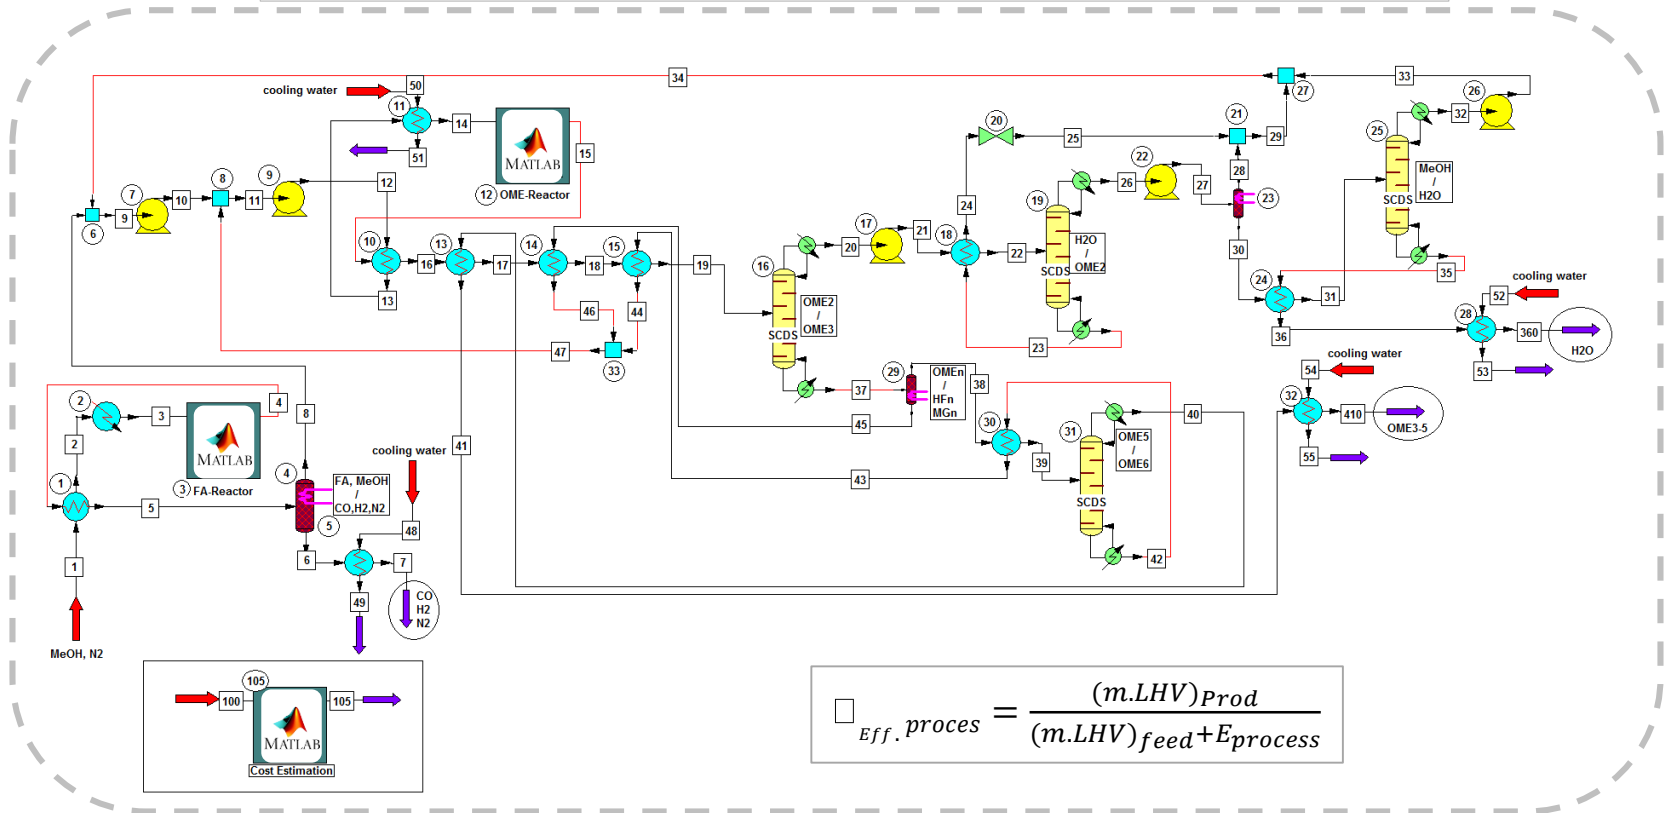 34
33
cooling water
50
11
14
MATLAB
15
51
12 OME-Reactor
12
20
25
21
29
27
26
32
25
MeOH
/
H2O
SCDS
7
10
8
11
9
9
6
10
16
13
17
14
18
15
19
13
46
44
47
33
16
20
17
21
18
24
22
19
H2O
/
OME2
SCDS
26
22
27
28
23
30
24
31
35
36
OME2
/
OME3
SCDS
23
cooling water
52
28
360
H2O
53
37
29
OMEn
/
HFn
MGn
38
45
30
39
31
OME5
/
OME6
SCDS
40
42
43
41
cooling water
54
32
410
OME3-5
55
2
3
4
MATLAB
3 FA-Reactor
2
1
5
1
MeOH, N2
8
4
FA, MeOH
/
CO,H2,N2
5
6
cooling water
48
7
49
CO
H2
N2
100
105
105
MATLAB
Cost Estimation
□Eff. proces = (m.LHV)Prod
(m.LHV)feed+Eprocess